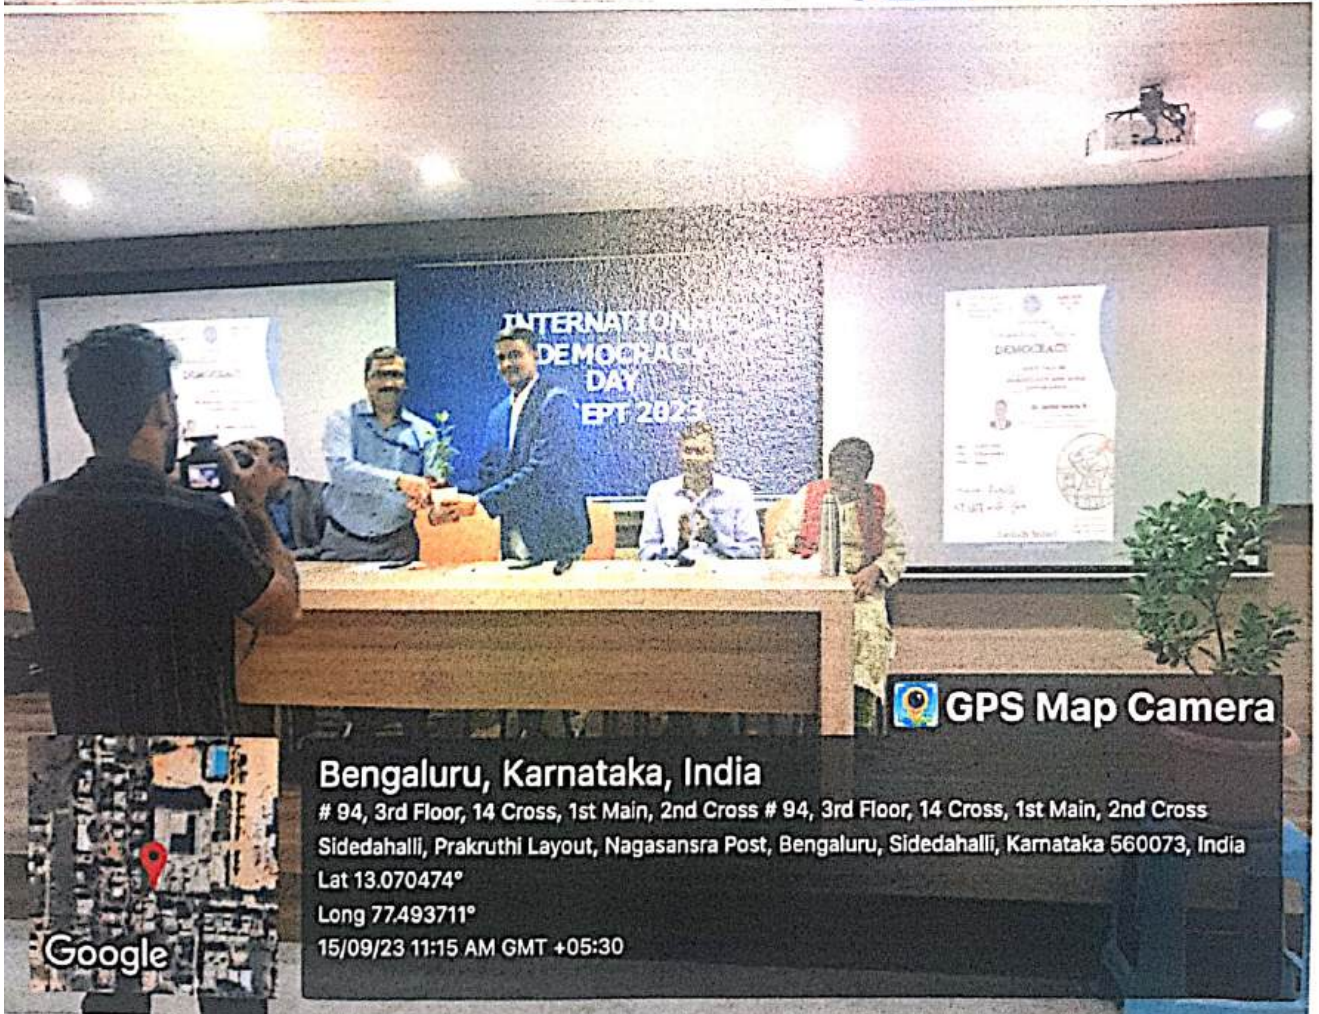 INTERNATIONAL
DEMOCRACY
DAY
EPT 2023
DEMOCRACY
DEMOCRACY
GPS Map Camera
Bengaluru, Karnataka, India
# 94, 3rd Floor, 14 Cross, 1st Main, 2nd Cross # 94, 3rd Floor, 14 Cross, 1st Main, 2nd Cross
Sidedahalli, Prakruthi Layout, Nagasansra Post, Bengaluru, Sidedahalli, Karnataka 560073, India
Lat 13.070474°
Long 77.493711°
15/09/23 11:15 AM GMT +05:30
Google